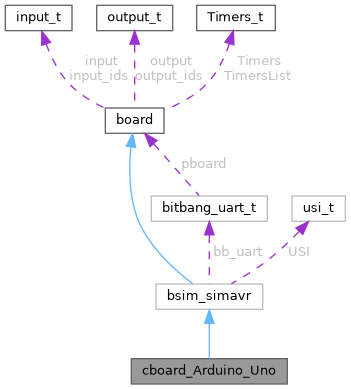 input_t
output_t
Timers_t
input
input_ids
output
output_ids
Timers
TimersList
board
pboard
bitbang_uart_t
usi_t
bb_uart
USI
bsim_simavr
cboard_Arduino_Uno